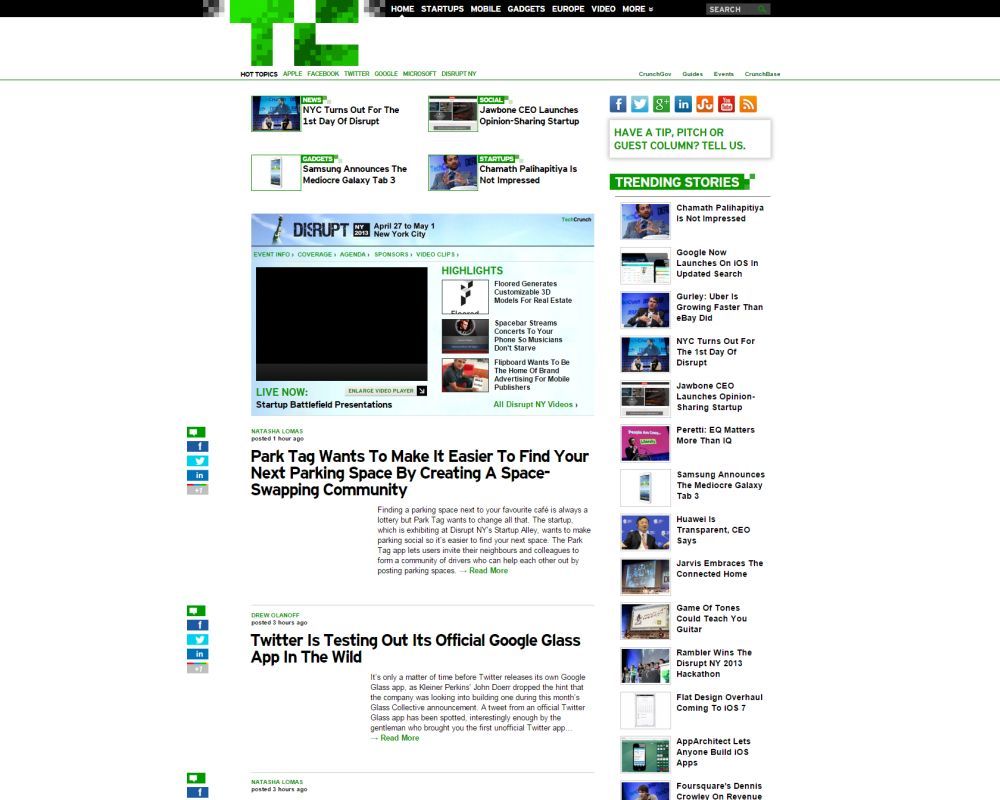 TC
HOME STARTUPS MOBILE GADGETS EUROPE VIDEO MORE
SEARCH
HOT TOPICS APPLE FACEBOOK TWITTER GOOGLE MICROSOFT DISRUPT NY
CrunchGov Guides Events CrunchBase
NEWS
NYC Turns Out For The
1st Day Of Disrupt
SOCIAL
Jawbone CEO Launches
Opinion-Sharing Startup
GADGETS
Samsung Announces The
Mediocre Galaxy Tab 3
STARTUPS
Chamath Palihapitiya Is
Not Impressed
HAVE A TIP, PITCH OR
GUEST COLUMN? TELL US.
DISRUPT NY 2013
April 27 to May 1
New York City
TechCrunch
EVENT INFO › COVERAGE › AGENDA › SPONSORS › VIDEO CLIPS ›
HIGHLIGHTS
Floored Generates
Customizable 3D
Models For Real Estate
Floored
Spacebar Streams
Concerts To Your
Phone So Musicians
Don't Starve
Flipboard Wants To Be
The Home Of Brand
Advertising For Mobile
Publishers
LIVE NOW:
ENLARGE VIDEO PLAYER
Startup Battlefield Presentations
All Disrupt NY Videos ›
NATASHA LOMAS
posted 1 hour ago
Park Tag Wants To Make It Easier To Find Your
Next Parking Space By Creating A Space-
Swapping Community
Finding a parking space next to your favourite café is always a
lottery but Park Tag wants to change all that. The startup,
which is exhibiting at Disrupt NY's Startup Alley, wants to make
parking social so it's easier to find your next space. The Park
Tag app lets users invite their neighbours and colleagues to
form a community of drivers who can help each other out by
posting parking spaces. → Read More
f
in
+1
DREW OLANOFF
posted 3 hours ago
Twitter Is Testing Out Its Official Google Glass
App In The Wild
It's only a matter of time before Twitter releases its own Google
Glass app, as Kleiner Perkins' John Doerr dropped the hint that
the company was looking into building one during this month's
Glass Collective announcement. A tweet from an official Twitter
Glass app has been spotted, interestingly enough by the
gentleman who brought you the first unofficial Twitter app…
→ Read More
f
in
+1
NATASHA LOMAS
posted 3 hours ago
f
TRENDING STORIES
Chamath Palihapitiya
Is Not Impressed
Google Now
Launches On iOS In
Updated Search
Gurley: Uber Is
Growing Faster Than
eBay Did
NYC Turns Out For
The 1st Day Of
Disrupt
Jawbone CEO
Launches Opinion-
Sharing Startup
Peretti: EQ Matters
More Than IQ
Samsung Announces
The Mediocre Galaxy
Tab 3
Huawei Is
Transparent, CEO
Says
Jarvis Embraces The
Connected Home
Game Of Tones
Could Teach You
Guitar
Rambler Wins The
Disrupt NY 2013
Hackathon
Flat Design Overhaul
Coming To iOS 7
AppArchitect Lets
Anyone Build iOS
Apps
Foursquare's Dennis
Crowley On Revenue